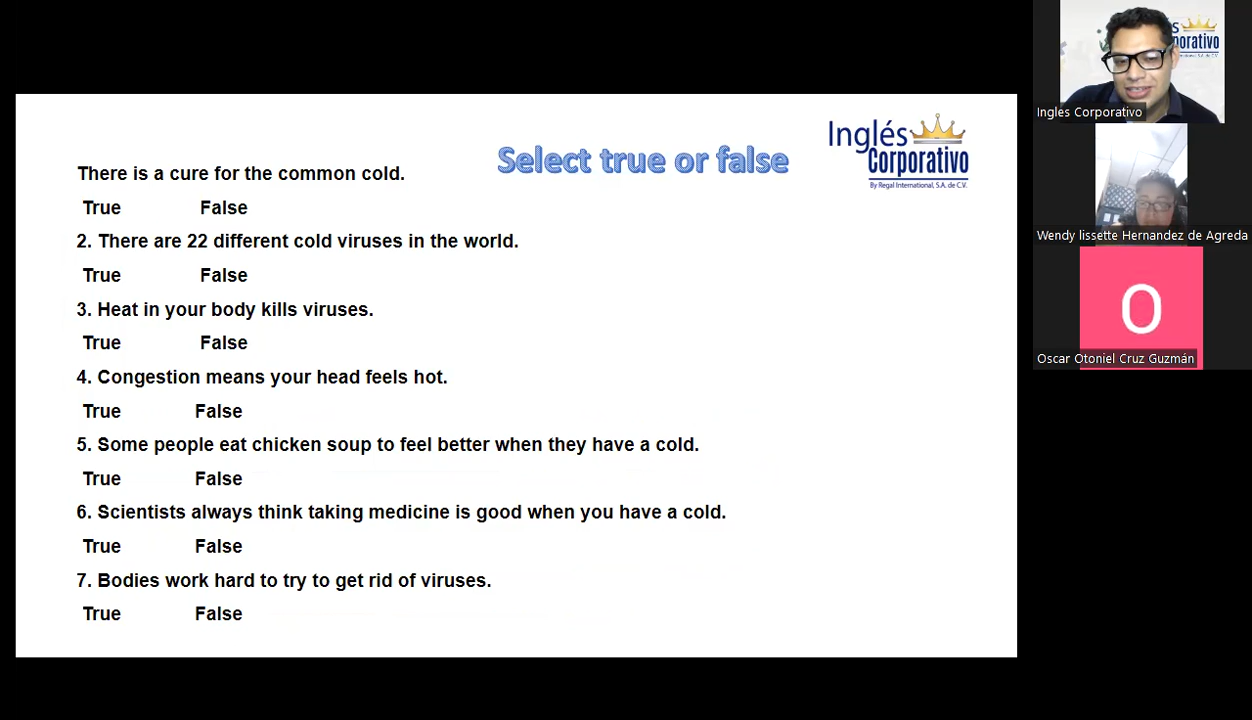 Select true or false
Inglés
Corporativo
By Regal International, S.A. de C.V.
There is a cure for the common cold.
True False
2. There are 22 different cold viruses in the world.
True False
3. Heat in your body kills viruses.
True False
4. Congestion means your head feels hot.
True False
5. Some people eat chicken soup to feel better when they have a cold.
True False
6. Scientists always think taking medicine is good when you have a cold.
True False
7. Bodies work hard to try to get rid of viruses.
True False
Ingles Corporativo
Wendy lissette Hernandez de Agreda
O
Oscar Otoniel Cruz Guzmán